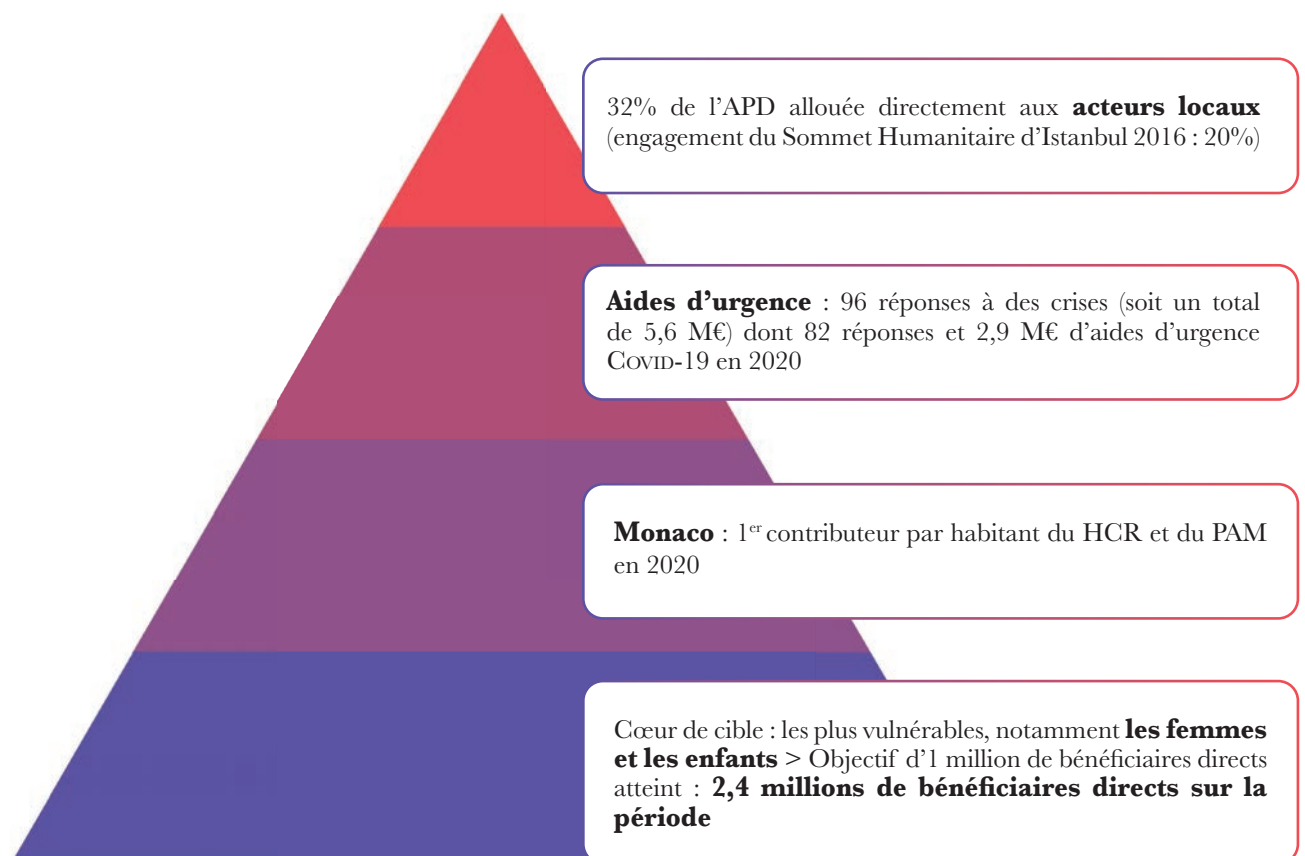 32% de l’APD allouée directement aux acteurs locaux
(engagement du Sommet Humanitaire d’Istanbul 2016 : 20%)
Aides d’urgence : 96 réponses à des crises (soit un total
de 5,6 M€) dont 82 réponses et 2,9 M€ d’aides d’urgence
COVID-19 en 2020
Monaco : 1er contributeur par habitant du HCR et du PAM
en 2020
Cœur de cible : les plus vulnérables, notamment les femmes
et les enfants > Objectif d’1 million de bénéficiaires directs
atteint : 2,4 millions de bénéficiaires directs sur la
période